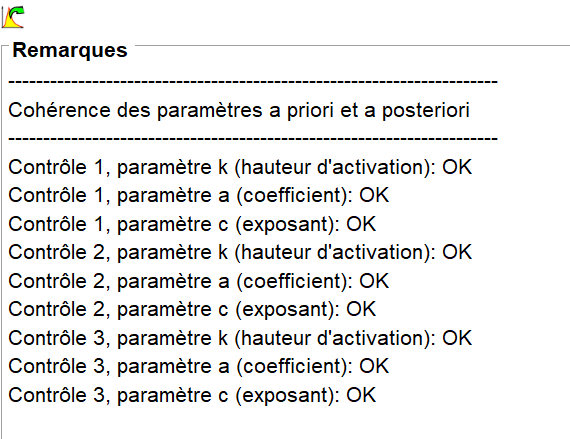 Remarques
----------------------------------------------------------------------
Cohérence des paramètres a priori et a posteriori
----------------------------------------------------------------------
Contrôle 1, paramètre k (hauteur d'activation): OK
Contrôle 1, paramètre a (coefficient): OK
Contrôle 1, paramètre c (exposant): OK
Contrôle 2, paramètre k (hauteur d'activation): OK
Contrôle 2, paramètre a (coefficient): OK
Contrôle 2, paramètre c (exposant): OK
Contrôle 3, paramètre k (hauteur d'activation): OK
Contrôle 3, paramètre a (coefficient): OK
Contrôle 3, paramètre c (exposant): OK